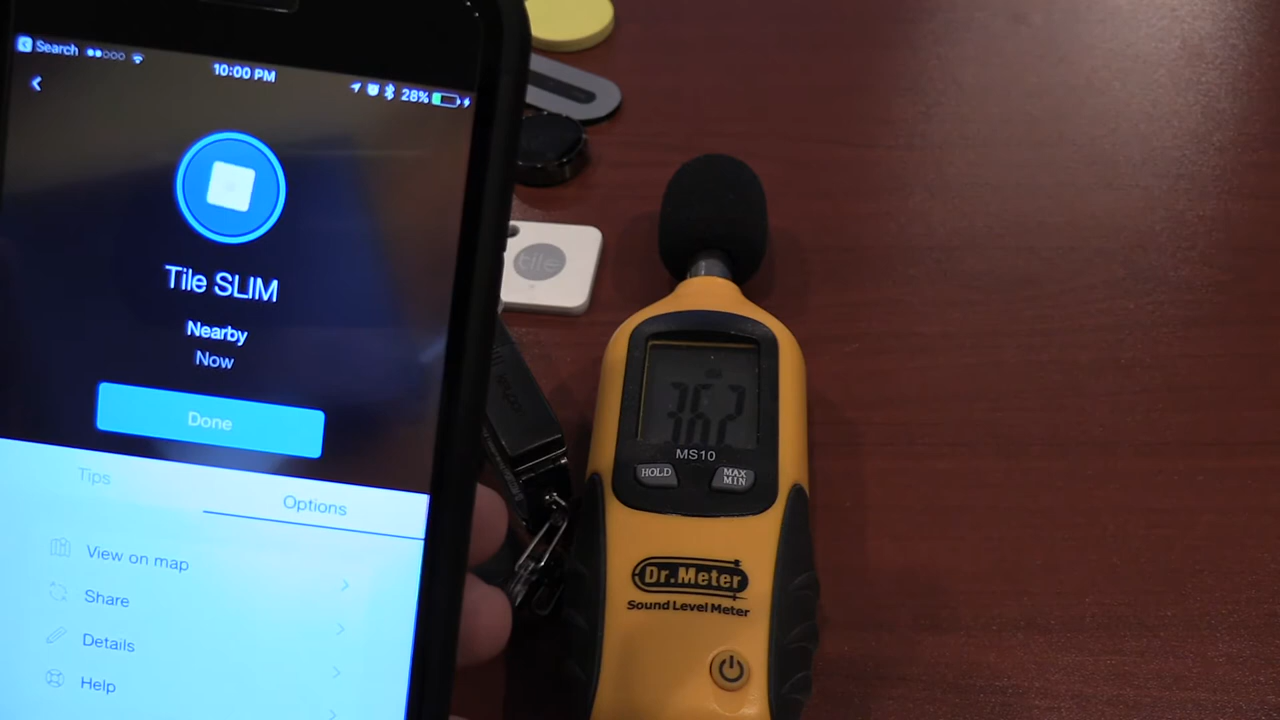 Search
10:00 PM
28%
Tile SLIM
Nearby
Now
Done
Tips
Options
View on map
Share
Details
Help
tile
36.2
MS10
HOLD
MAX
MIN
Dr.Meter
Sound Level Meter